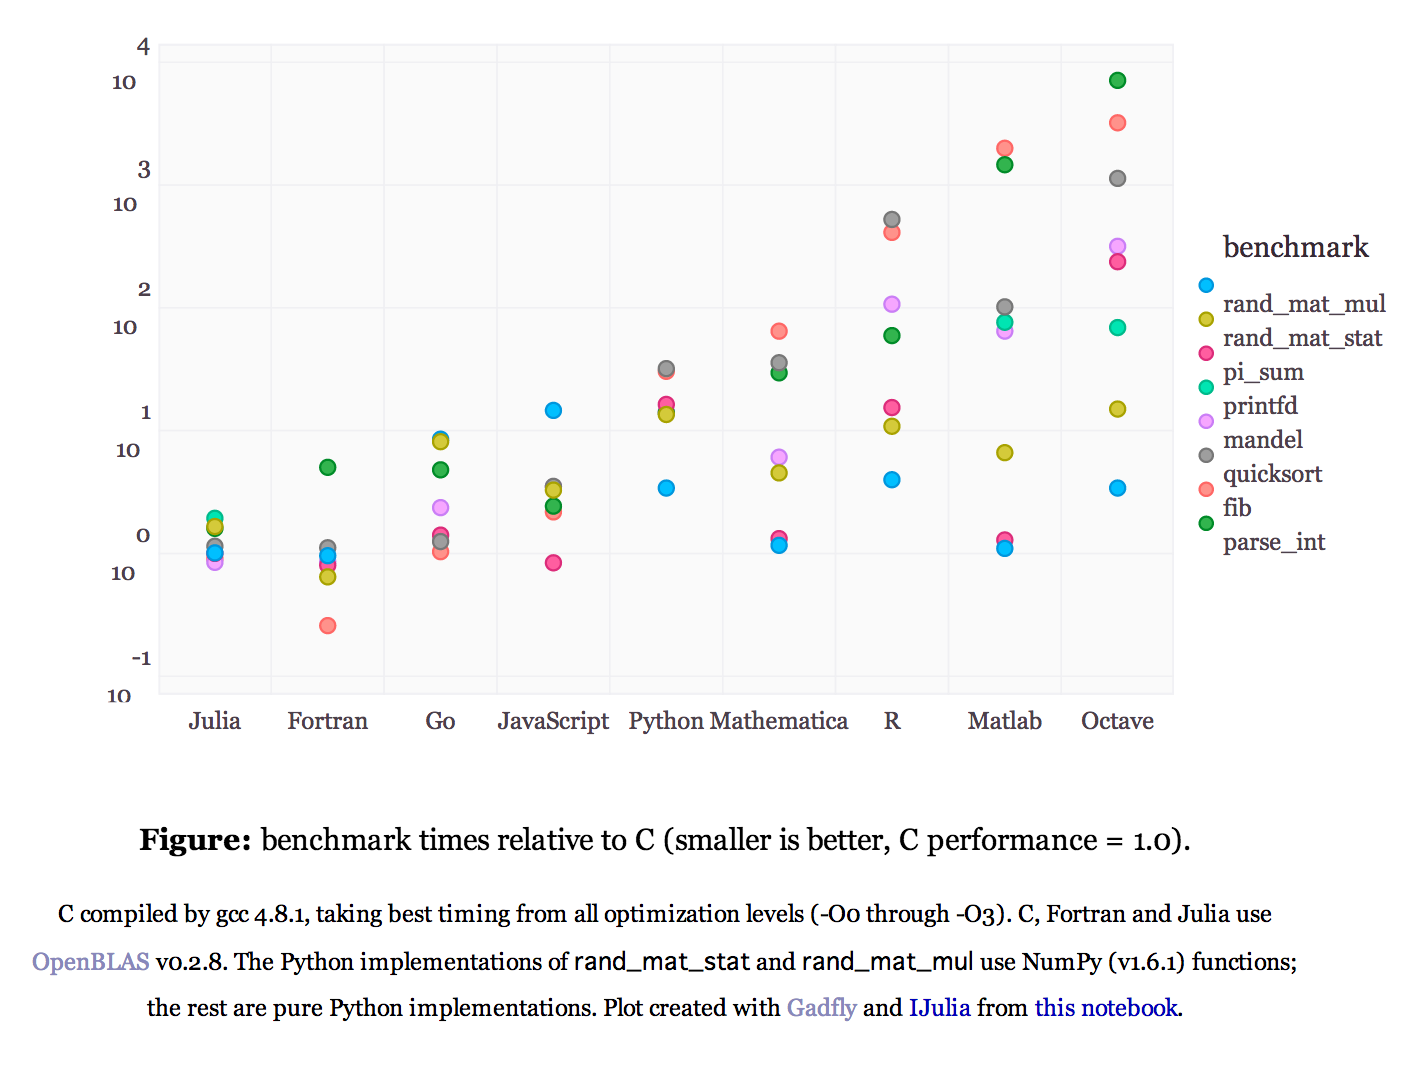 4
10
3
10
2
10
1
10
0
10
-1
10
Julia Fortran Go JavaScript Python Mathematica R Matlab Octave
benchmark
rand_mat_mul
rand_mat_stat
pi_sum
printfd
mandel
quicksort
fib
parse_int
Figure: benchmark times relative to C (smaller is better, C performance = 1.0).
C compiled by gcc 4.8.1, taking best timing from all optimization levels (-O0 through -O3). C, Fortran and Julia use
OpenBLAS v0.2.8. The Python implementations of rand_mat_stat and rand_mat_mul use NumPy (v1.6.1) functions;
the rest are pure Python implementations. Plot created with Gadfly and IJulia from this notebook.